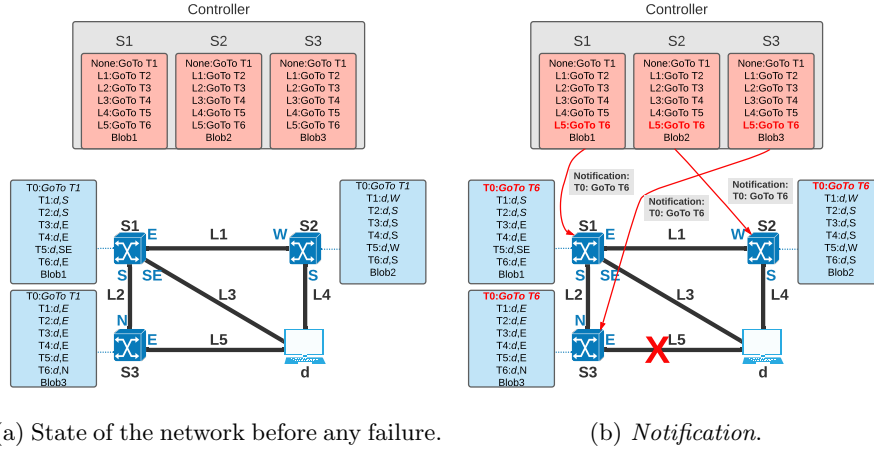 Controller
S1
S2
S3
None:GoTo T1
L1:GoTo T2
L2:GoTo T3
L3:GoTo T4
L4:GoTo T5
L5:GoTo T6
Blob1
None:GoTo T1
L1:GoTo T2
L2:GoTo T3
L3:GoTo T4
L4:GoTo T5
L5:GoTo T6
Blob2
None:GoTo T1
L1:GoTo T2
L2:GoTo T3
L3:GoTo T4
L4:GoTo T5
L5:GoTo T6
Blob3
T0:GoTo T1
T1:d,S
T2:d,S
T3:d,E
T4:d,E
T5:d,SE
T6:d,E
Blob1
T0:GoTo T1
T1:d,W
T2:d,S
T3:d,S
T4:d,S
T5:d,W
T6:d,S
Blob2
T0:GoTo T1
T1:d,E
T2:d,E
T3:d,E
T4:d,E
T5:d,E
T6:d,N
Blob3
S1
E
L1
W
S2
S
SE
S
L2
L3
L4
N
E
L5
S3
d
(a) State of the network before any failure.
Controller
S1
S2
S3
None:GoTo T1
L1:GoTo T2
L2:GoTo T3
L3:GoTo T4
L4:GoTo T5
L5:GoTo T6
Blob1
None:GoTo T1
L1:GoTo T2
L2:GoTo T3
L3:GoTo T4
L4:GoTo T5
L5:GoTo T6
Blob2
None:GoTo T1
L1:GoTo T2
L2:GoTo T3
L3:GoTo T4
L4:GoTo T5
L5:GoTo T6
Blob3
Notification:
T0: GoTo T6
Notification:
T0: GoTo T6
Notification:
T0: GoTo T6
T0:GoTo T6
T1:d,S
T2:d,S
T3:d,E
T4:d,E
T5:d,SE
T6:d,E
Blob1
T0:GoTo T6
T1:d,W
T2:d,S
T3:d,S
T4:d,S
T5:d,W
T6:d,S
Blob2
T0:GoTo T6
T1:d,E
T2:d,E
T3:d,E
T4:d,E
T5:d,E
T6:d,N
Blob3
S1
E
L1
W
S2
S
SE
S
L2
L3
L4
N
E
X
L5
S3
d
(b) Notification.